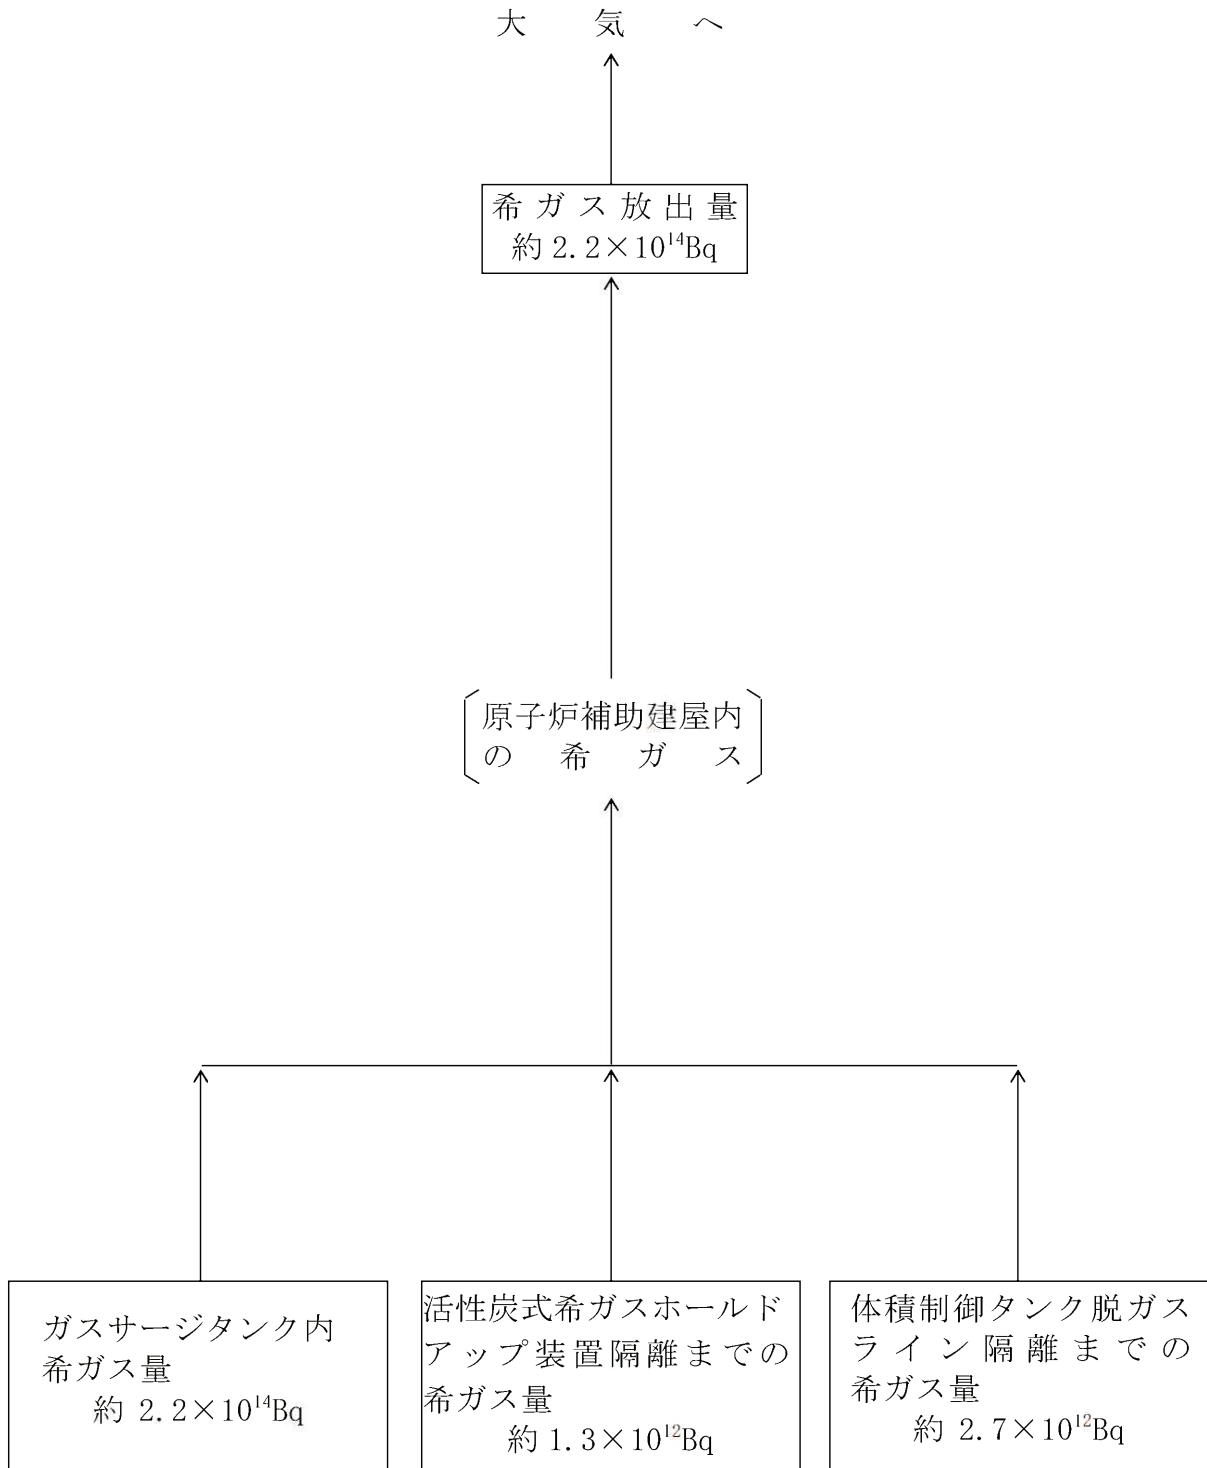 大気へ
希ガス放出量
約2.2×10¹⁴Bq
原子炉補助建屋内
の希ガス
ガスサージタンク内
希ガス量
約 2.2×10¹⁴Bq
活性炭式希ガスホールド
アップ装置隔離までの
希ガス量
約1.3×10¹²Bq
体積制御タンク脱ガス
ライン隔離までの
希ガス量
約 2.7×10¹²Bq